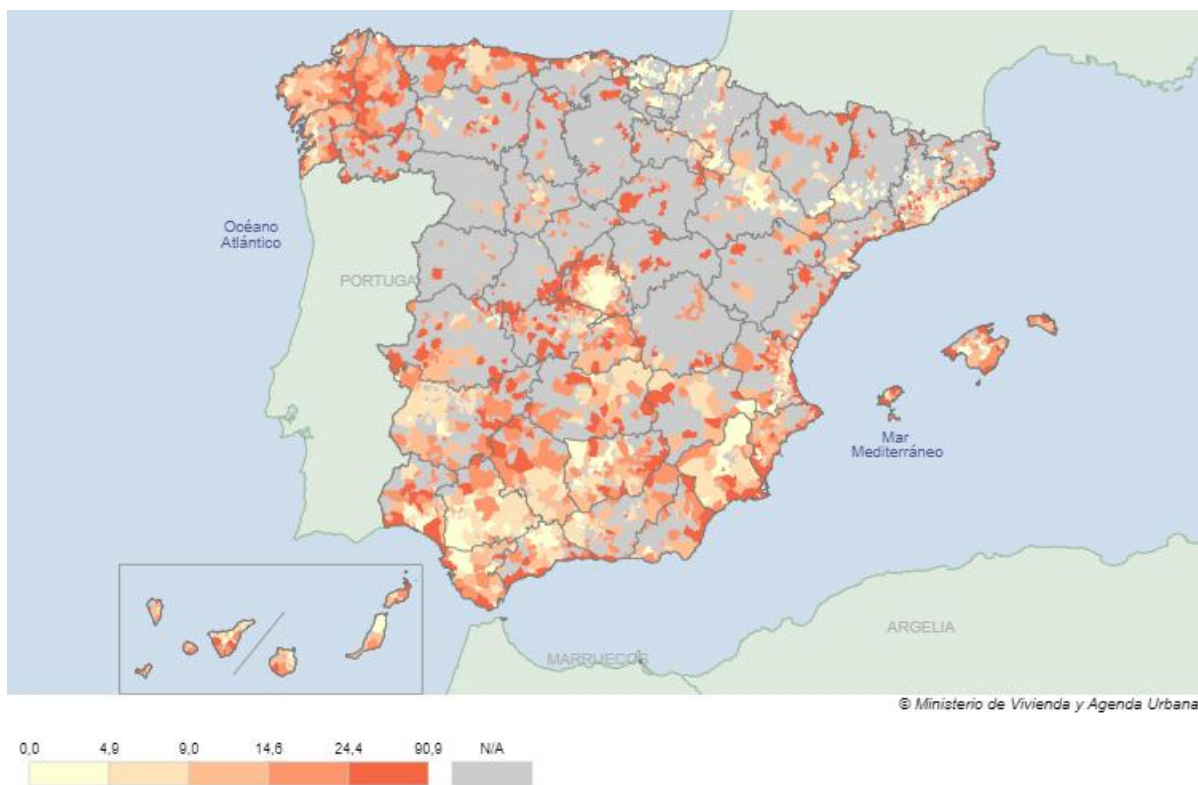 Océano
Atlántico
PORTUGA
Mar
Mediterráneo
ARGELIA
MARRUECOS
© Ministerio de Vivienda y Agenda Urbana
0,0 4,9 9,0 14,6 24,4 90,9 N/A